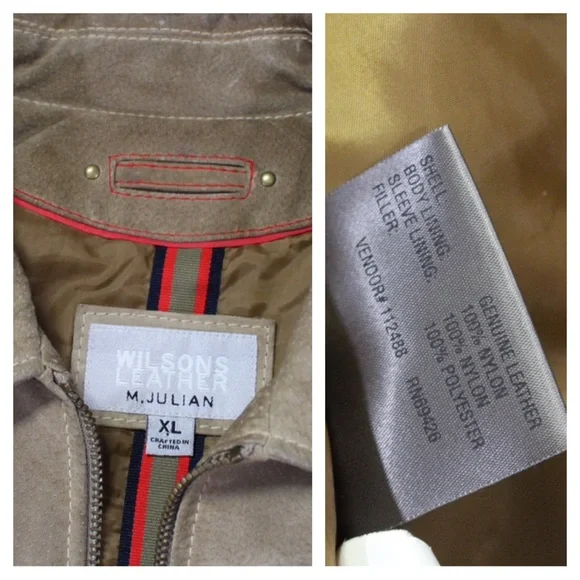 WILSONS
LEATHER
M.JULIAN
XL
CRAFTED IN
CHINA
SHELL: GENUINE LEATHER
BODY LINING: 100% NYLON
SLEEVE LINING: 100% NYLON
FILLER: 100% POLYESTER
VENDOR# 112488 RN69426